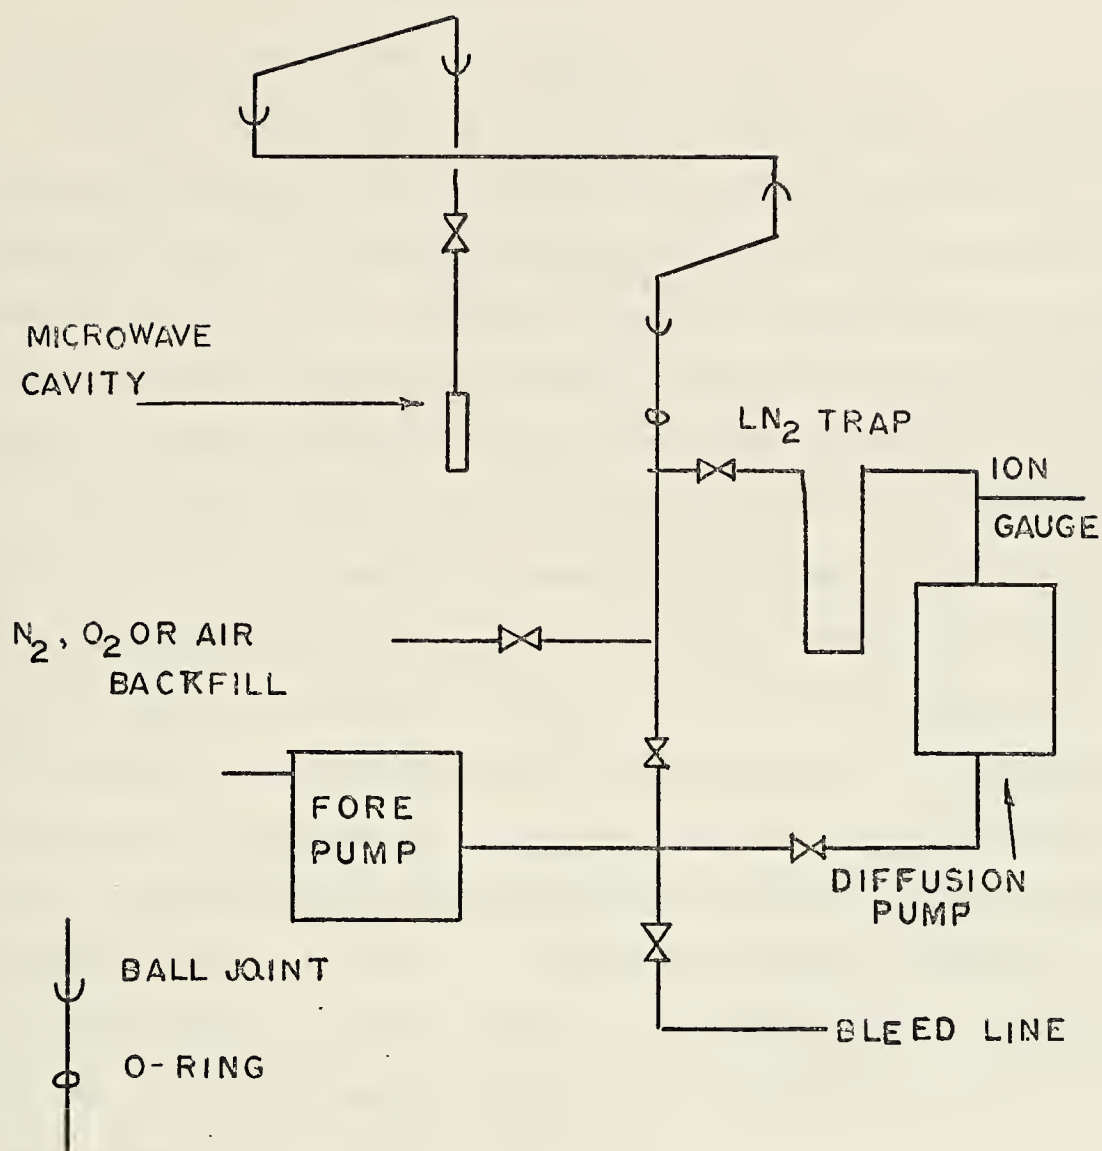 MICROWAVE
CAVITY
LN₂ TRAP
ION
GAUGE
N₂, O₂ OR AIR
BACKFILL
FORE
PUMP
DIFFUSION
PUMP
BALL JOINT
BLEED LINE
O-RING